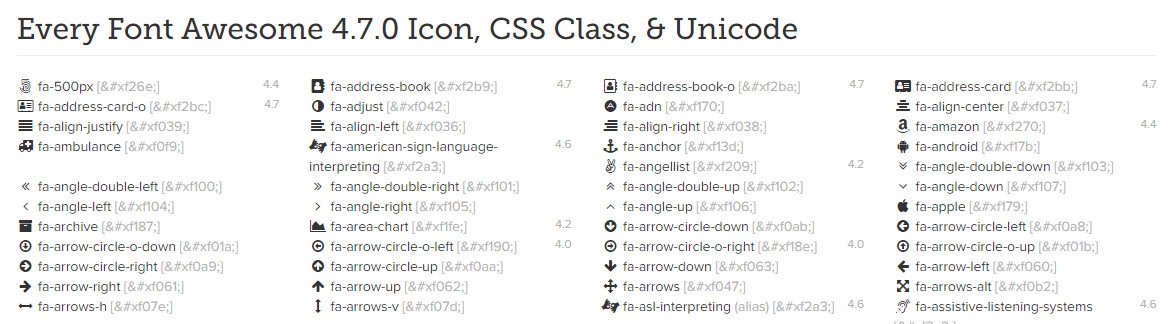 Every Font Awesome 4.7.0 Icon, CSS Class, & Unicode
fa-500px [&#xf26e;] 4.4 fa-address-book [&#xf2b9;] 4.7 fa-address-book-o [&#xf2ba;] 4.7 fa-address-card [&#xf2bb;] 4.7
fa-address-card-o [&#xf2bc;] 4.7 fa-adjust [&#xf042;] fa-adn [&#xf170;] fa-align-center [&#xf037;]
fa-align-justify [&#xf039;] fa-align-left [&#xf036;] fa-align-right [&#xf038;] fa-amazon [&#xf270;] 4.4
fa-ambulance [&#xf0f9;] fa-american-sign-language- 4.6 fa-anchor [&#xf13d;] fa-android [&#xf17b;]
interpreting [&#xf2a3;] fa-angellist [&#xf209;] 4.2 fa-angle-double-down [&#xf103;]
fa-angle-double-left [&#xf100;] fa-angle-double-right [&#xf101;] fa-angle-double-up [&#xf102;] fa-angle-down [&#xf107;]
fa-angle-left [&#xf104;] fa-angle-right [&#xf105;] fa-angle-up [&#xf106;] fa-apple [&#xf179;]
fa-archive [&#xf187;] fa-area-chart [&#xf1fe;] 4.2 fa-arrow-circle-down [&#xf0ab;] fa-arrow-circle-left [&#xf0a8;]
fa-arrow-circle-o-down [&#xf01a;] fa-arrow-circle-o-left [&#xf190;] 4.0 fa-arrow-circle-o-right [&#xf18e;] 4.0 fa-arrow-circle-o-up [&#xf01b;]
fa-arrow-circle-right [&#xf0a9;] fa-arrow-circle-up [&#xf0aa;] fa-arrow-down [&#xf063;] fa-arrow-left [&#xf060;]
fa-arrow-right [&#xf061;] fa-arrow-up [&#xf062;] fa-arrows [&#xf047;] fa-arrows-alt [&#xf0b2;]
fa-arrows-h [&#xf07e;] fa-arrows-v [&#xf07d;] fa-asl-interpreting (alias) [&#xf2a3;] 4.6 fa-assistive-listening-systems 4.6